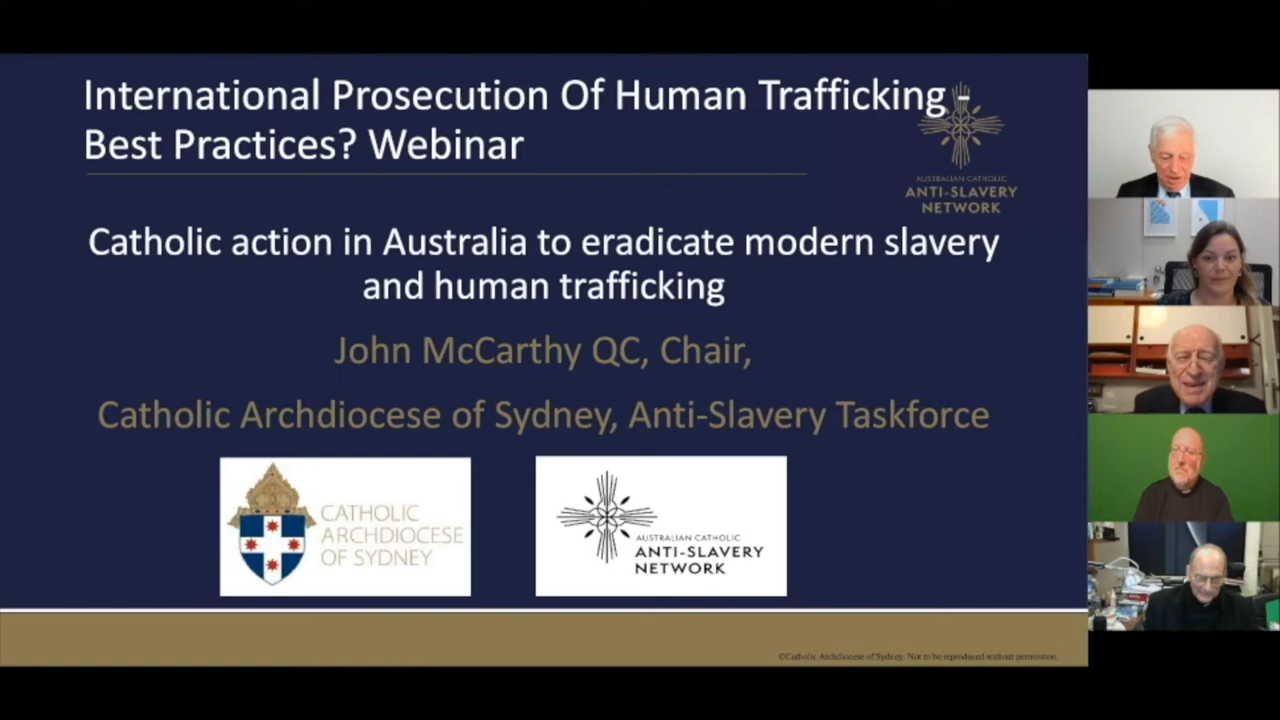 International Prosecution Of Human Trafficking -
Best Practices? Webinar
AUSTRALIAN CATHOLIC
ANTI-SLAVERY
NETWORK
Catholic action in Australia to eradicate modern slavery
and human trafficking
John McCarthy QC, Chair,
Catholic Archdiocese of Sydney, Anti-Slavery Taskforce
CATHOLIC
ARCHDIOCESE
OF SYDNEY
AUSTRALIAN CATHOLIC
ANTI-SLAVERY
NETWORK
©Catholic Archdiocese of Sydney. Not to be reproduced without permission.